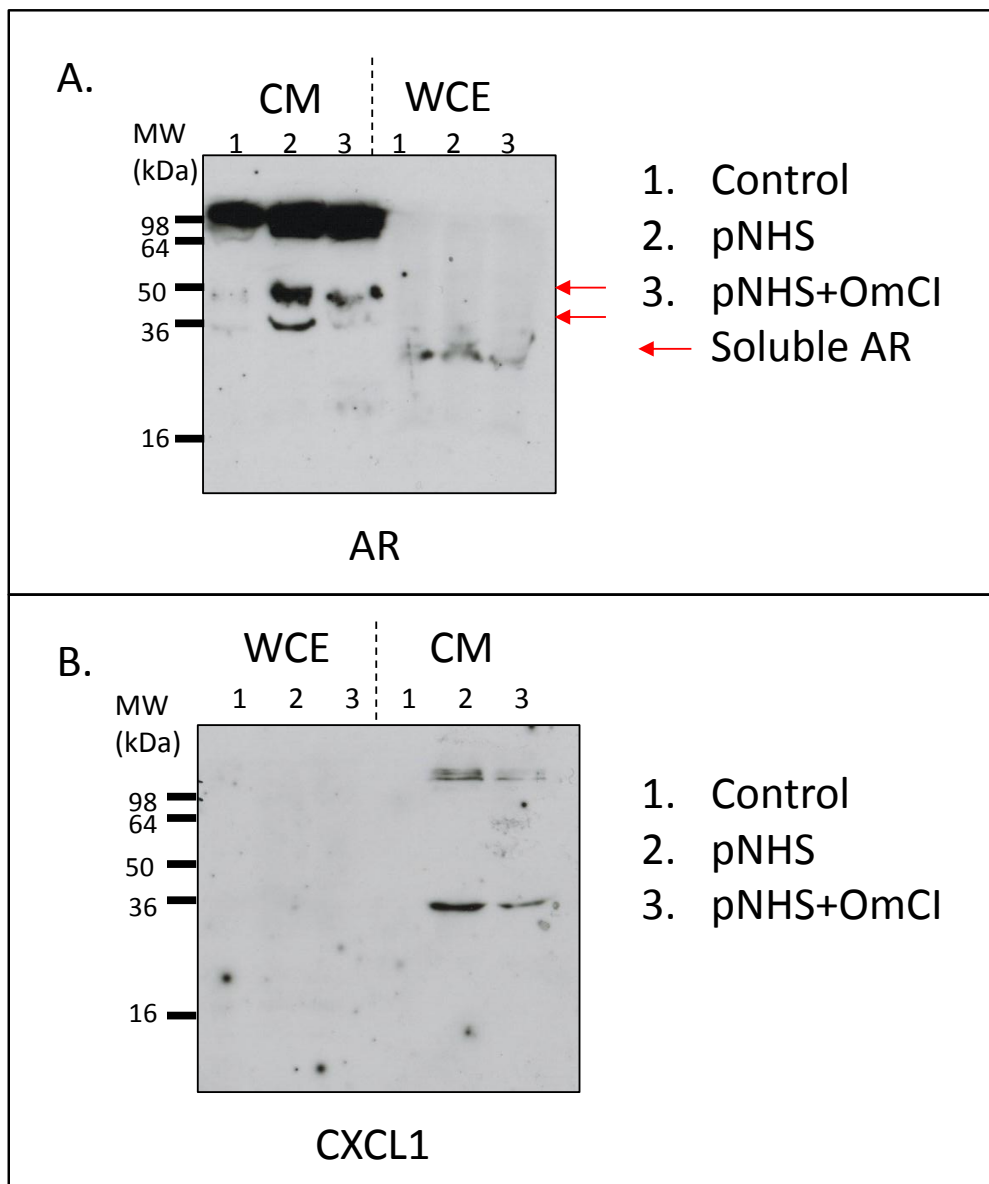 A.
CM WCE
MW
(kDa)
1 2 3 1 2 3
98
64
50
36
16
1. Control
2. pNHS
3. pNHS+OmCI
Soluble AR
AR
B.
WCE CM
MW
(kDa)
1 2 3 1 2 3
98
64
50
36
16
1. Control
2. pNHS
3. pNHS+OmCI
CXCL1